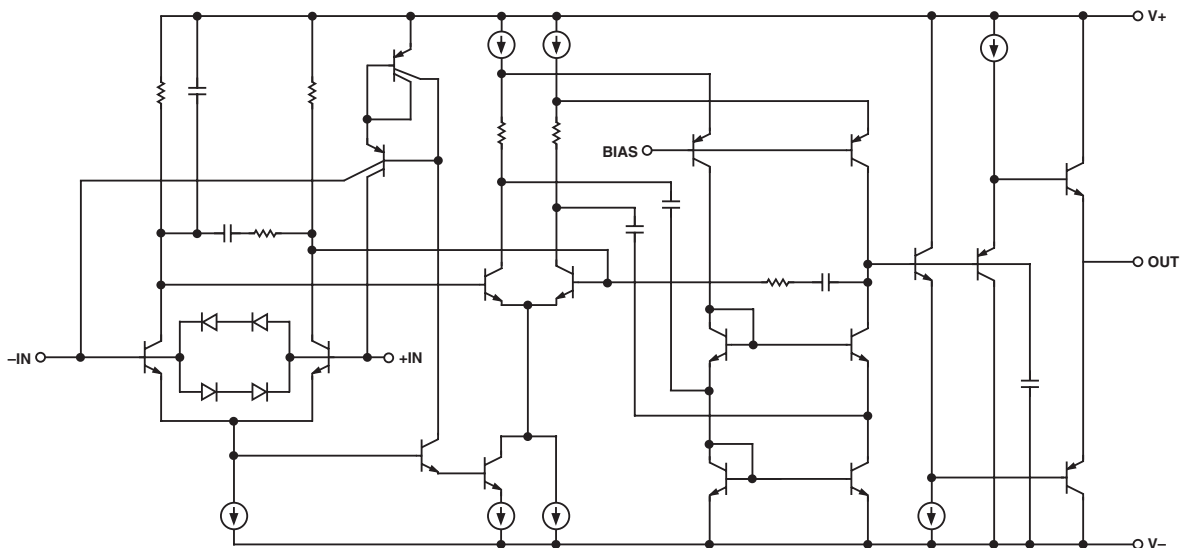 V+
BIAS
OUT
–IN
+IN
V–